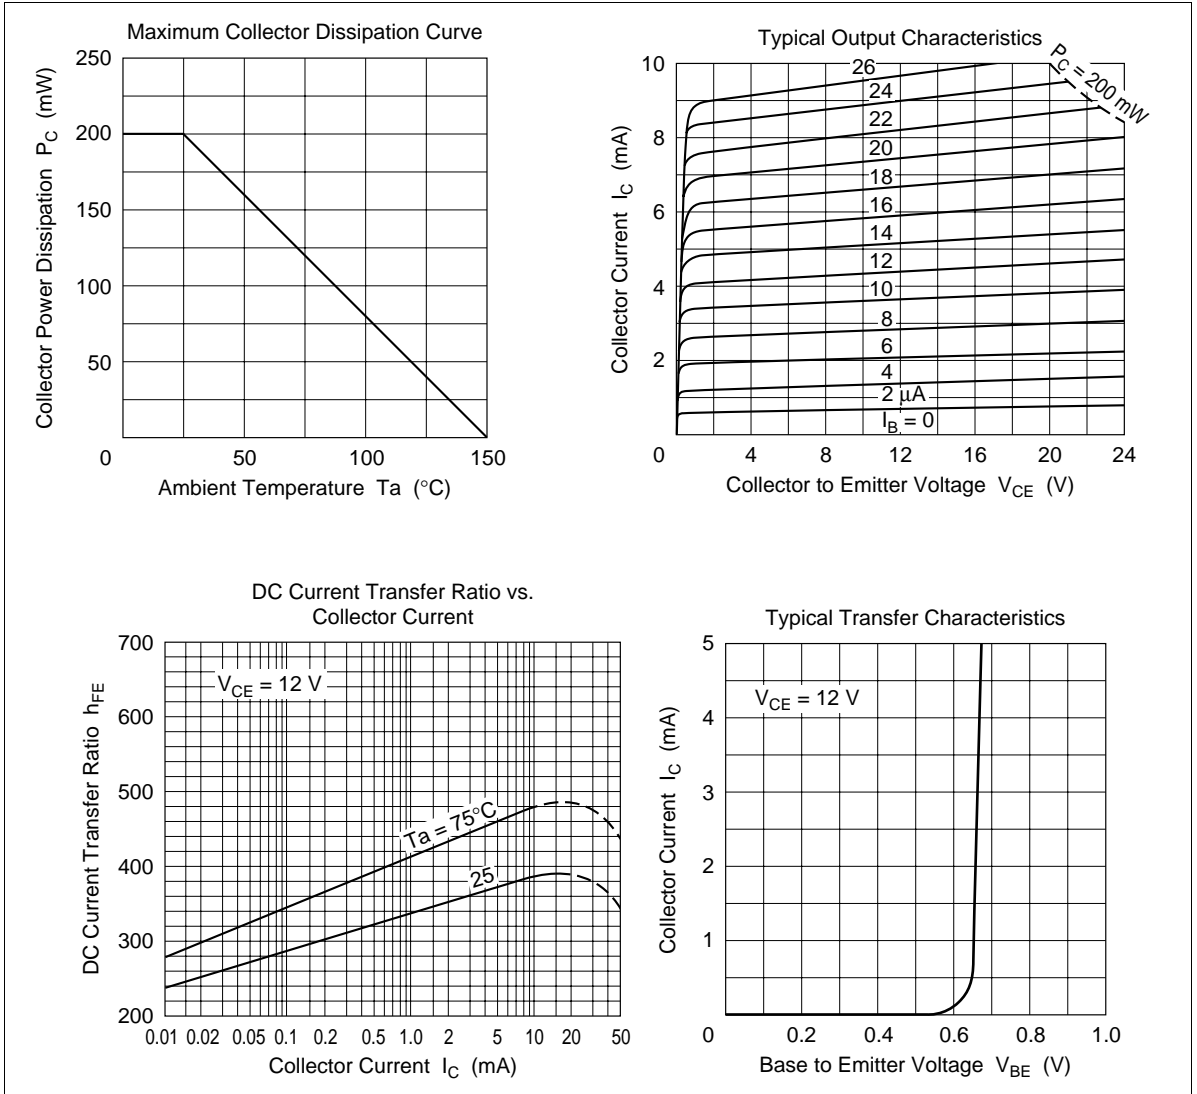 Maximum Collector Dissipation Curve
Collector Power Dissipation P_C (mW)
250
200
150
100
50
0
50
100
150
Ambient Temperature Ta (°C)
Typical Output Characteristics
Collector Current I_C (mA)
10
8
6
4
2
P_C = 200 mW
26
24
22
20
18
16
14
12
10
8
6
4
2 μA
I_B = 0
0
4
8
12
16
20
24
Collector to Emitter Voltage V_CE (V)
DC Current Transfer Ratio vs.
Collector Current
DC Current Transfer Ratio h_FE
700
600
500
400
300
200
V_CE = 12 V
Ta = 75°C
25
0.01 0.02 0.05 0.1 0.2 0.5 1.0 2 5 10 20 50
Collector Current I_C (mA)
Typical Transfer Characteristics
Collector Current I_C (mA)
5
4
3
2
1
V_CE = 12 V
0
0.2
0.4
0.6
0.8
1.0
Base to Emitter Voltage V_BE (V)